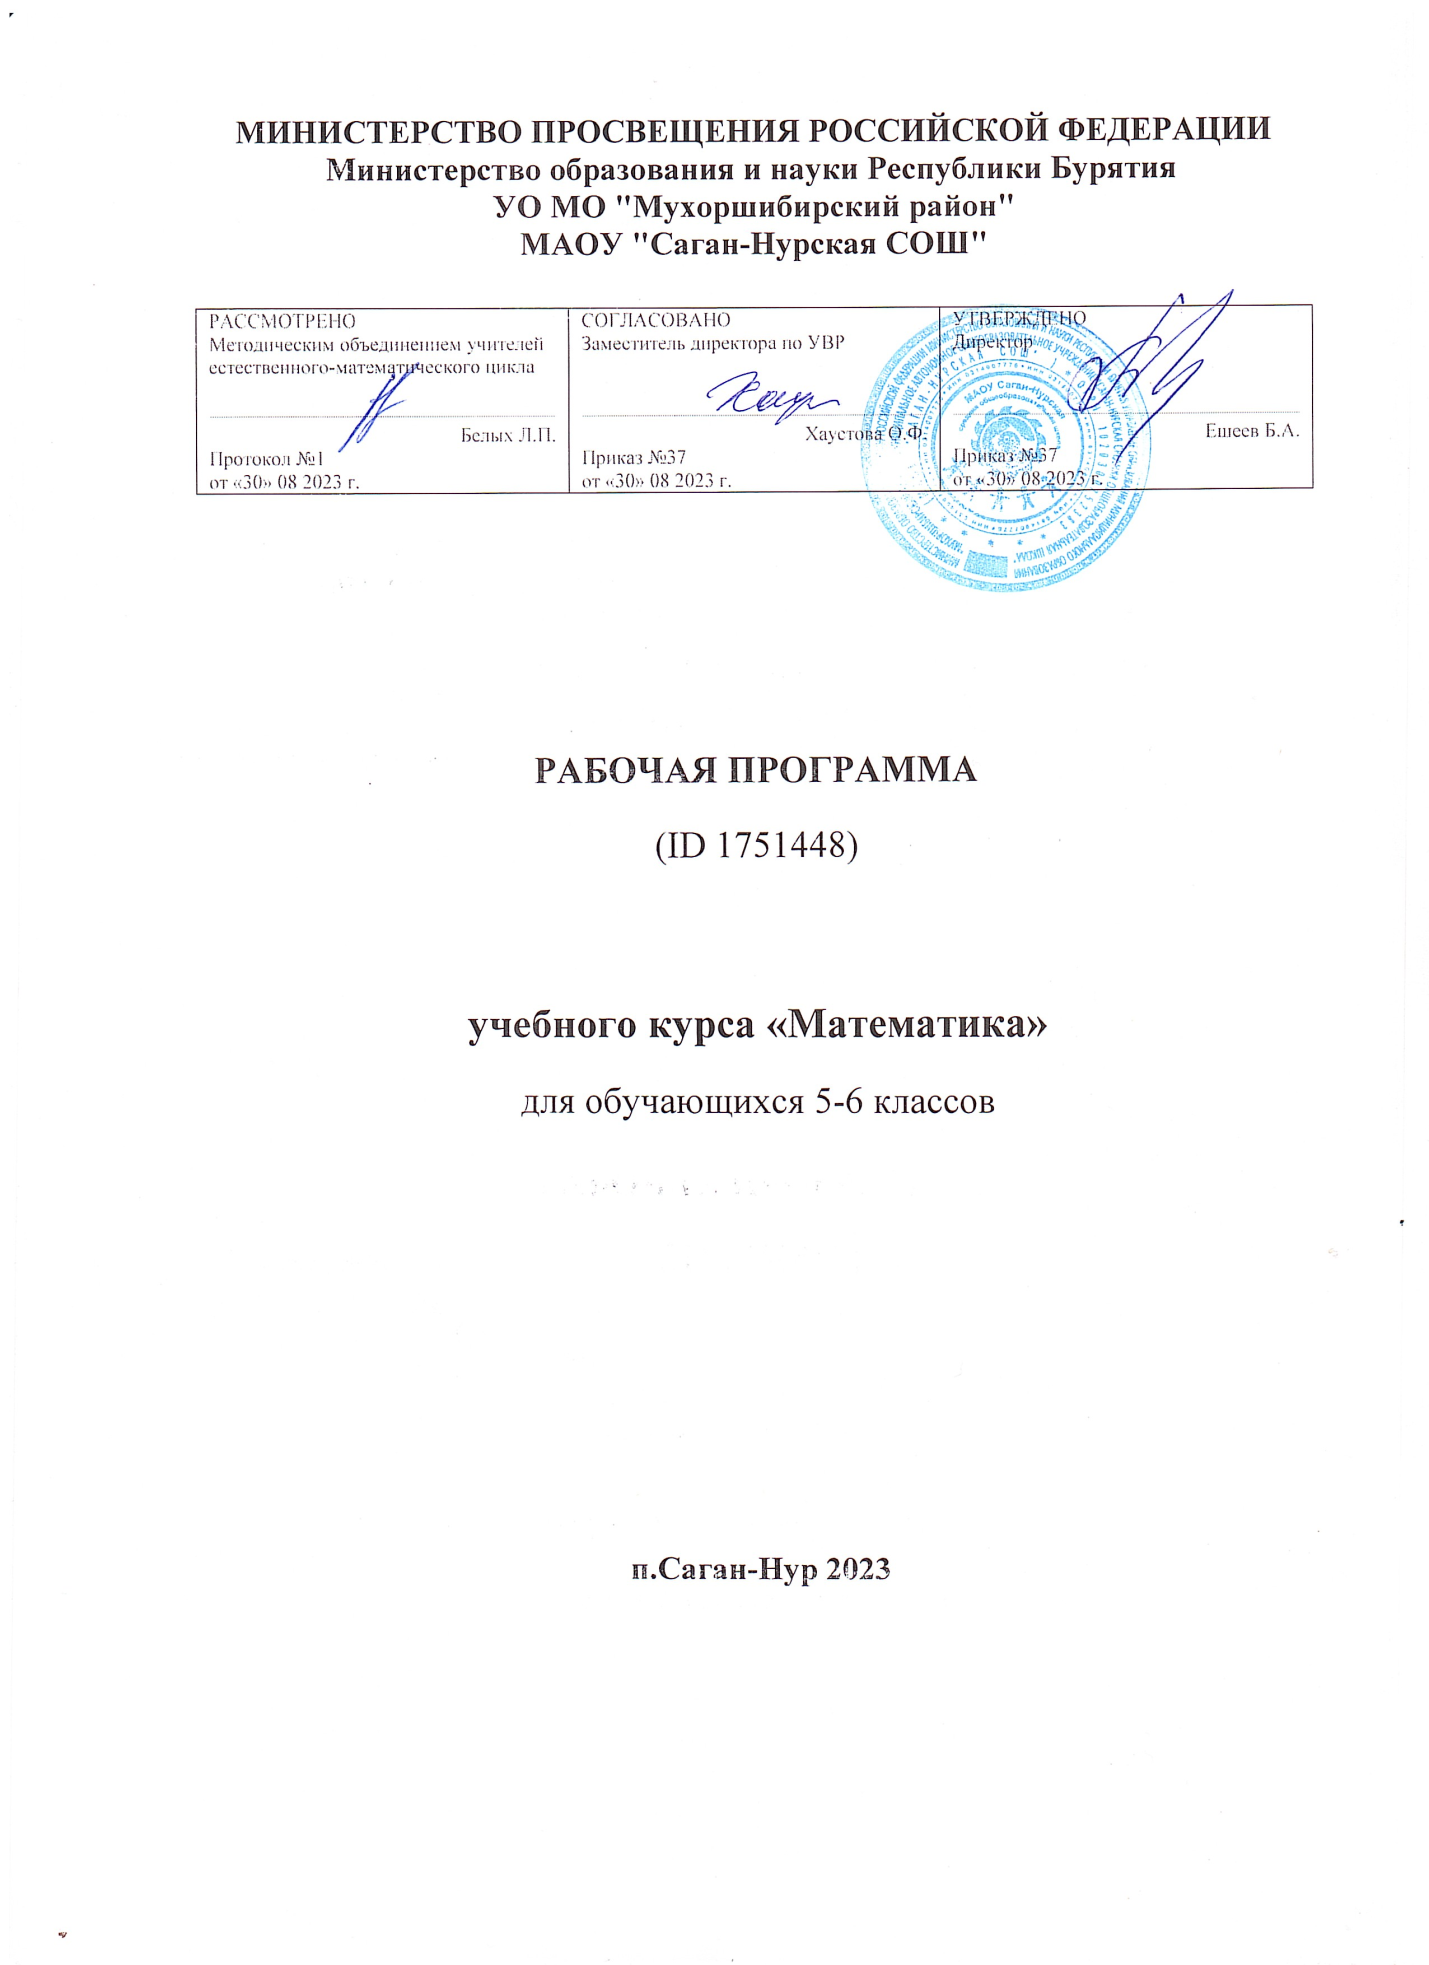 МИНИСТЕРСТВО ПРОСВЕЩЕНИЯ РОССИЙСКОЙ ФЕДЕРАЦИИ
Министерство образования и науки Республики Бурятия
УО МО "Мухоршибирский район"
МАОУ "Саган-Нурская СОШ"
РАССМОТРЕНО
Методическим объединением учителей
естественного-математического цикла
Белых Л.П.
Протокол №1
от «30» 08 2023 г.
СОГЛАСОВАНО
Заместитель директора по УВР
Хаустова О.Ф.
Приказ №37
от «30» 08 2023 г.
УТВЕРЖДЕНО
Директор
Ешеев Б.А.
Приказ №37
от «30» 08 2023 г.
МАОУ Саган-Нурская
РАБОЧАЯ ПРОГРАММА
(ID 1751448)
учебного курса «Математика»
для обучающихся 5-6 классов
п.Саган-Нур 2023